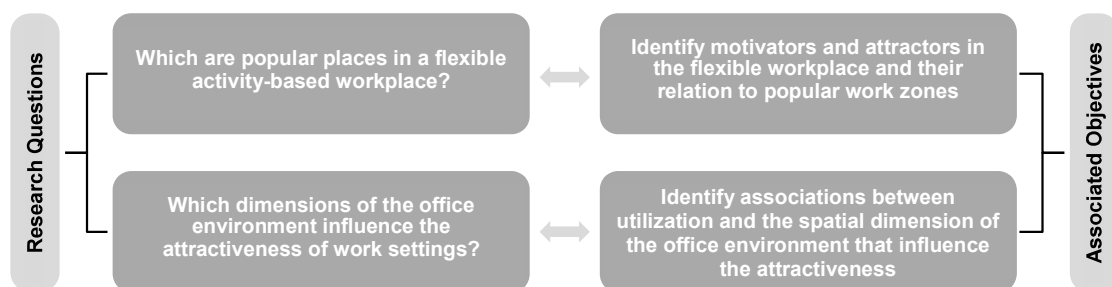 Research Questions
Which are popular places in a flexible
activity-based workplace?
Identify motivators and attractors in
the flexible workplace and their
relation to popular work zones
Which dimensions of the office
environment influence the
attractiveness of work settings?
Identify associations between
utilization and the spatial dimension of
the office environment that influence
the attractiveness
Associated Objectives